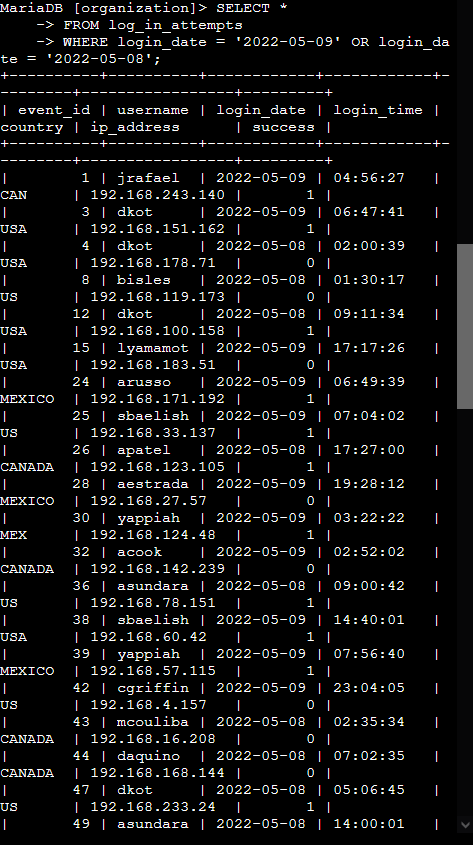 MariaDB [organization]> SELECT *
    -> FROM log_in_attempts
    -> WHERE login_date = '2022-05-09' OR login_da
te = '2022-05-08';
+----------+----------+------------+------------+-
--------+-----------------+---------+
| event_id | username | login_date | login_time |
country | ip_address      | success |
+----------+----------+------------+------------+-
--------+-----------------+---------+
|        1 | jrafael  | 2022-05-09 | 04:56:27   |
CAN     | 192.168.243.140 |       1 |
|        3 | dkot     | 2022-05-09 | 06:47:41   |
USA     | 192.168.151.162 |       1 |
|        4 | dkot     | 2022-05-08 | 02:00:39   |
USA     | 192.168.178.71  |       0 |
|        8 | bisles   | 2022-05-08 | 01:30:17   |
US      | 192.168.119.173 |       0 |
|       12 | dkot     | 2022-05-08 | 09:11:34   |
USA     | 192.168.100.158 |       1 |
|       15 | lyamamot | 2022-05-09 | 17:17:26   |
USA     | 192.168.183.51  |       0 |
|       24 | arusso   | 2022-05-09 | 06:49:39   |
MEXICO  | 192.168.171.192 |       1 |
|       25 | sbaelish | 2022-05-09 | 07:04:02   |
US      | 192.168.33.137  |       1 |
|       26 | apatel   | 2022-05-08 | 17:27:00   |
CANADA  | 192.168.123.105 |       1 |
|       28 | aestrada | 2022-05-09 | 19:28:12   |
MEXICO  | 192.168.27.57   |       0 |
|       30 | yappiah  | 2022-05-09 | 03:22:22   |
MEX     | 192.168.124.48  |       1 |
|       32 | acook    | 2022-05-09 | 02:52:02   |
CANADA  | 192.168.142.239 |       0 |
|       36 | asundara | 2022-05-08 | 09:00:42   |
US      | 192.168.78.151  |       1 |
|       38 | sbaelish | 2022-05-09 | 14:40:01   |
USA     | 192.168.60.42   |       1 |
|       39 | yappiah  | 2022-05-09 | 07:56:40   |
MEXICO  | 192.168.57.115  |       1 |
|       42 | cgriffin | 2022-05-09 | 23:04:05   |
US      | 192.168.4.157   |       0 |
|       43 | mcouliba | 2022-05-08 | 02:35:34   |
CANADA  | 192.168.16.208  |       0 |
|       44 | daquino  | 2022-05-08 | 07:02:35   |
CANADA  | 192.168.168.144 |       0 |
|       47 | dkot     | 2022-05-08 | 05:06:45   |
US      | 192.168.233.24  |       1 |
|       49 | asundara | 2022-05-08 | 14:00:01   |